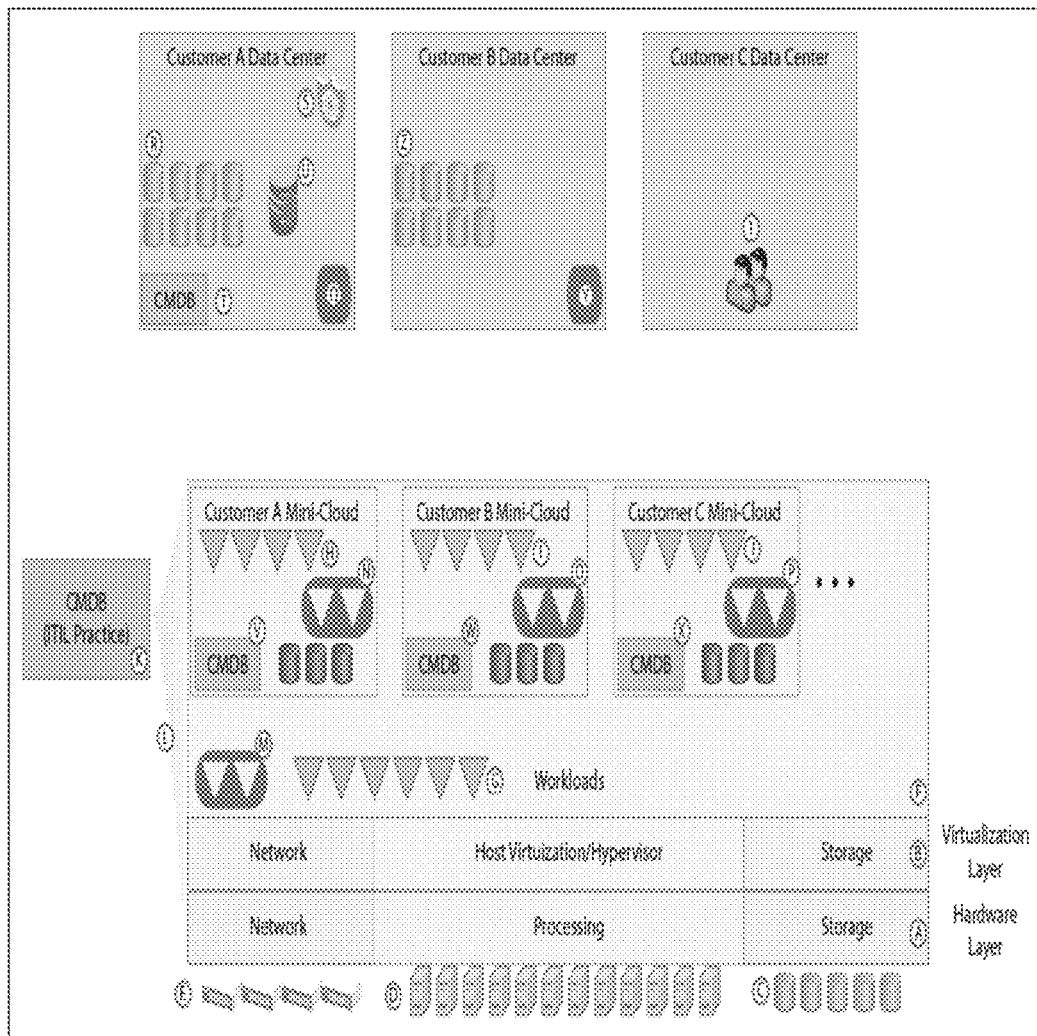 Customer A Data Center
Customer B Data Center
Customer C Data Center
S
R
U
Z
CMDB
T
Y
Customer A Mini-Cloud
Customer B Mini-Cloud
Customer C Mini-Cloud
H
N
P
CMDB
(ITIL Practice)
K
V
W
X
CMDB
CMDB
CMDB
M
G
Workloads
F
Network
Host Virtuization/Hypervisor
Storage
B
Virtualization
Layer
Network
Processing
Storage
A
Hardware
Layer
E
D
C